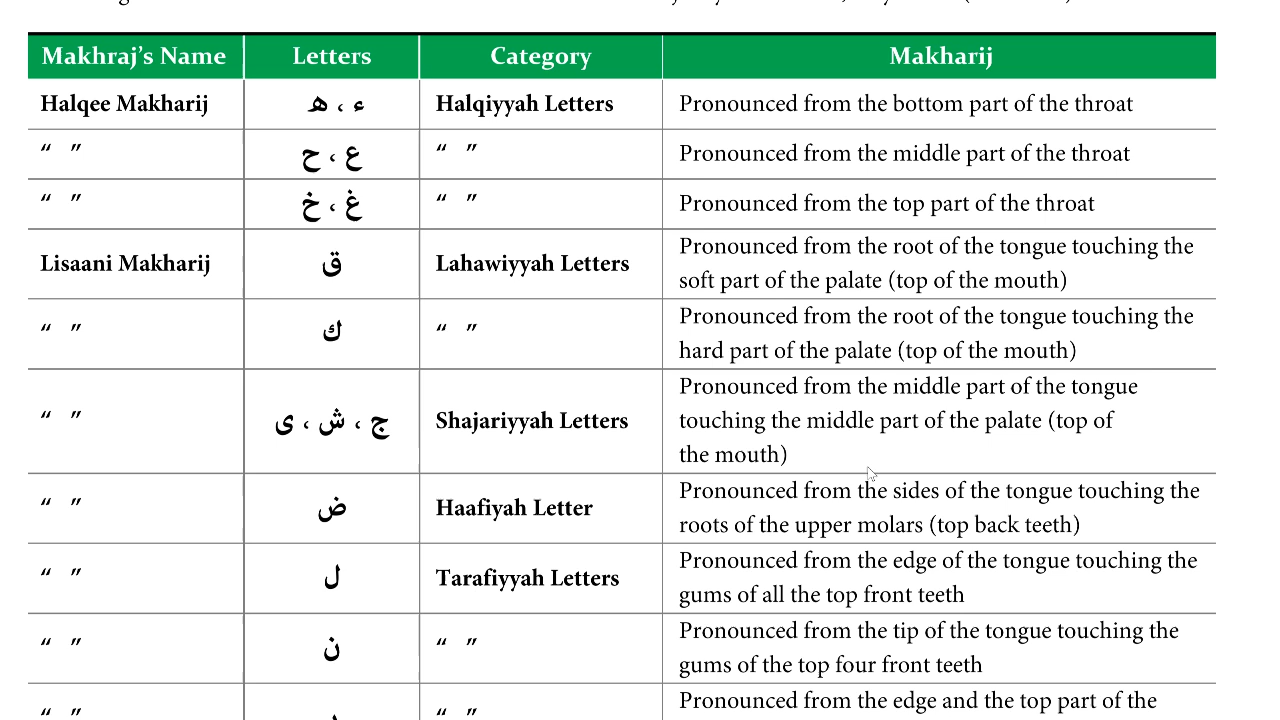 Makhraj's Name Letters Category Makharij
Halqee Makharij ء ، ھ Halqiyyah Letters Pronounced from the bottom part of the throat
“ ” ع ، ح “ ” Pronounced from the middle part of the throat
“ ” غ ، خ “ ” Pronounced from the top part of the throat
Lisaani Makharij ق Lahawiyyah Letters Pronounced from the root of the tongue touching the
soft part of the palate (top of the mouth)
“ ” ك “ ” Pronounced from the root of the tongue touching the
hard part of the palate (top of the mouth)
“ ” ج ، ش ، ى Shajariyyah Letters Pronounced from the middle part of the tongue
touching the middle part of the palate (top of
the mouth)
“ ” ض Haafiyah Letter Pronounced from the sides of the tongue touching the
roots of the upper molars (top back teeth)
“ ” ل Tarafiyyah Letters Pronounced from the edge of the tongue touching the
gums of all the top front teeth
“ ” ن “ ” Pronounced from the tip of the tongue touching the
gums of the top four front teeth
“ ” “ ” Pronounced from the edge and the top part of the